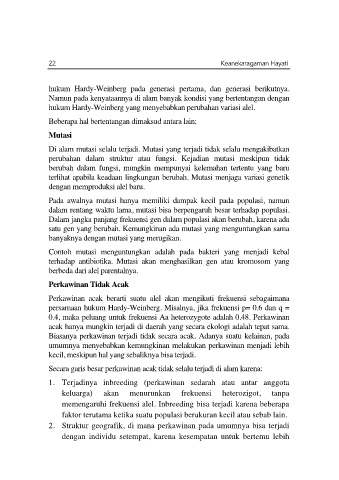 22 Keanekaragaman Hayati
hukum Hardy-Weinberg pada generasi pertama, dan generasi berikutnya.
Namun pada kenyataannya di alam banyak kondisi yang bertentangan dengan
hukum Hardy-Weinberg yang menyebabkan perubahan variasi alel.
Beberapa hal bertentangan dimaksud antara lain:
Mutasi
Di alam mutasi selalu terjadi. Mutasi yang terjadi tidak selalu mengakibatkan
perubahan dalam struktur atau fungsi. Kejadian mutasi meskipun tidak
berubah dalam fungsi, mungkin mempunyai kelemahan tertentu yang baru
terlihat apabila keadaan lingkungan berubah. Mutasi menjaga variasi genetik
dengan memproduksi alel baru.
Pada awalnya mutasi hanya memiliki dampak kecil pada populasi, namun
dalam rentang waktu lama, mutasi bisa berpengaruh besar terhadap populasi.
Dalam jangka panjang frekuensi gen dalam populasi akan berubah, karena ada
satu gen yang berubah. Kemungkinan ada mutasi yang menguntungkan sama
banyaknya dengan mutasi yang merugikan.
Contoh mutasi menguntungkan adalah pada bakteri yang menjadi kebal
terhadap antibiotika. Mutasi akan menghasilkan gen atau kromosom yang
berbeda dari alel parentalnya.
Perkawinan Tidak Acak
Perkawinan acak berarti suatu alel akan mengikuti frekuensi sebagaimana
persamaan hukum Hardy-Weinberg. Misalnya, jika frekuensi p= 0.6 dan q =
0.4, maka peluang untuk frekuensi Aa heterozygote adalah 0.48. Perkawinan
acak hanya mungkin terjadi di daerah yang secara ekologi adalah tepat sama.
Biasanya perkawinan terjadi tidak secara acak. Adanya suatu kelainan, pada
umumnya menyebabkan kemungkinan melakukan perkawinan menjadi lebih
kecil, meskipun hal yang sebaliknya bisa terjadi.
Secara garis besar perkawinan acak tidak selalu terjadi di alam karena:
1. Terjadinya inbreeding (perkawinan sedarah atau antar anggota
keluarga) akan menurunkan frekuensi heterozigot, tanpa
memengaruhi frekuensi alel. Inbreeding bisa terjadi karena beberapa
faktor terutama ketika suatu populasi berukuran kecil atau sebab lain.
2. Struktur geografik, di mana perkawinan pada umumnya bisa terjadi
dengan individu setempat, karena kesempatan untuk bertemu lebih